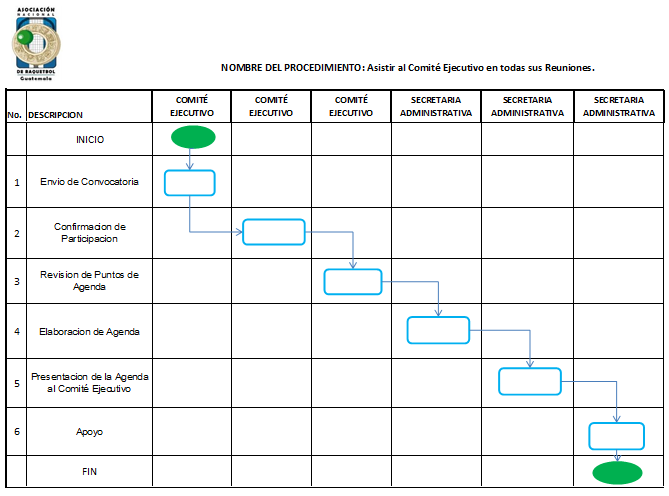 ASOCIACIÓN
NACIONAL
DE RAQUETBOL
Guatemala
NOMBRE DEL PROCEDIMIENTO: Asistir al Comité Ejecutivo en todas sus Reuniones.
No. DESCRIPCION
COMITÉ
EJECUTIVO
COMITÉ
EJECUTIVO
COMITÉ
EJECUTIVO
SECRETARIA
ADMINISTRATIVA
SECRETARIA
ADMINISTRATIVA
SECRETARIA
ADMINISTRATIVA
INICIO
1 Envio de Convocatoria
2 Confirmacion de
Participacion
3 Revision de Puntos de
Agenda
4 Elaboracion de Agenda
5 Presentacion de la Agenda
al Comité Ejecutivo
6 Apoyo
FIN